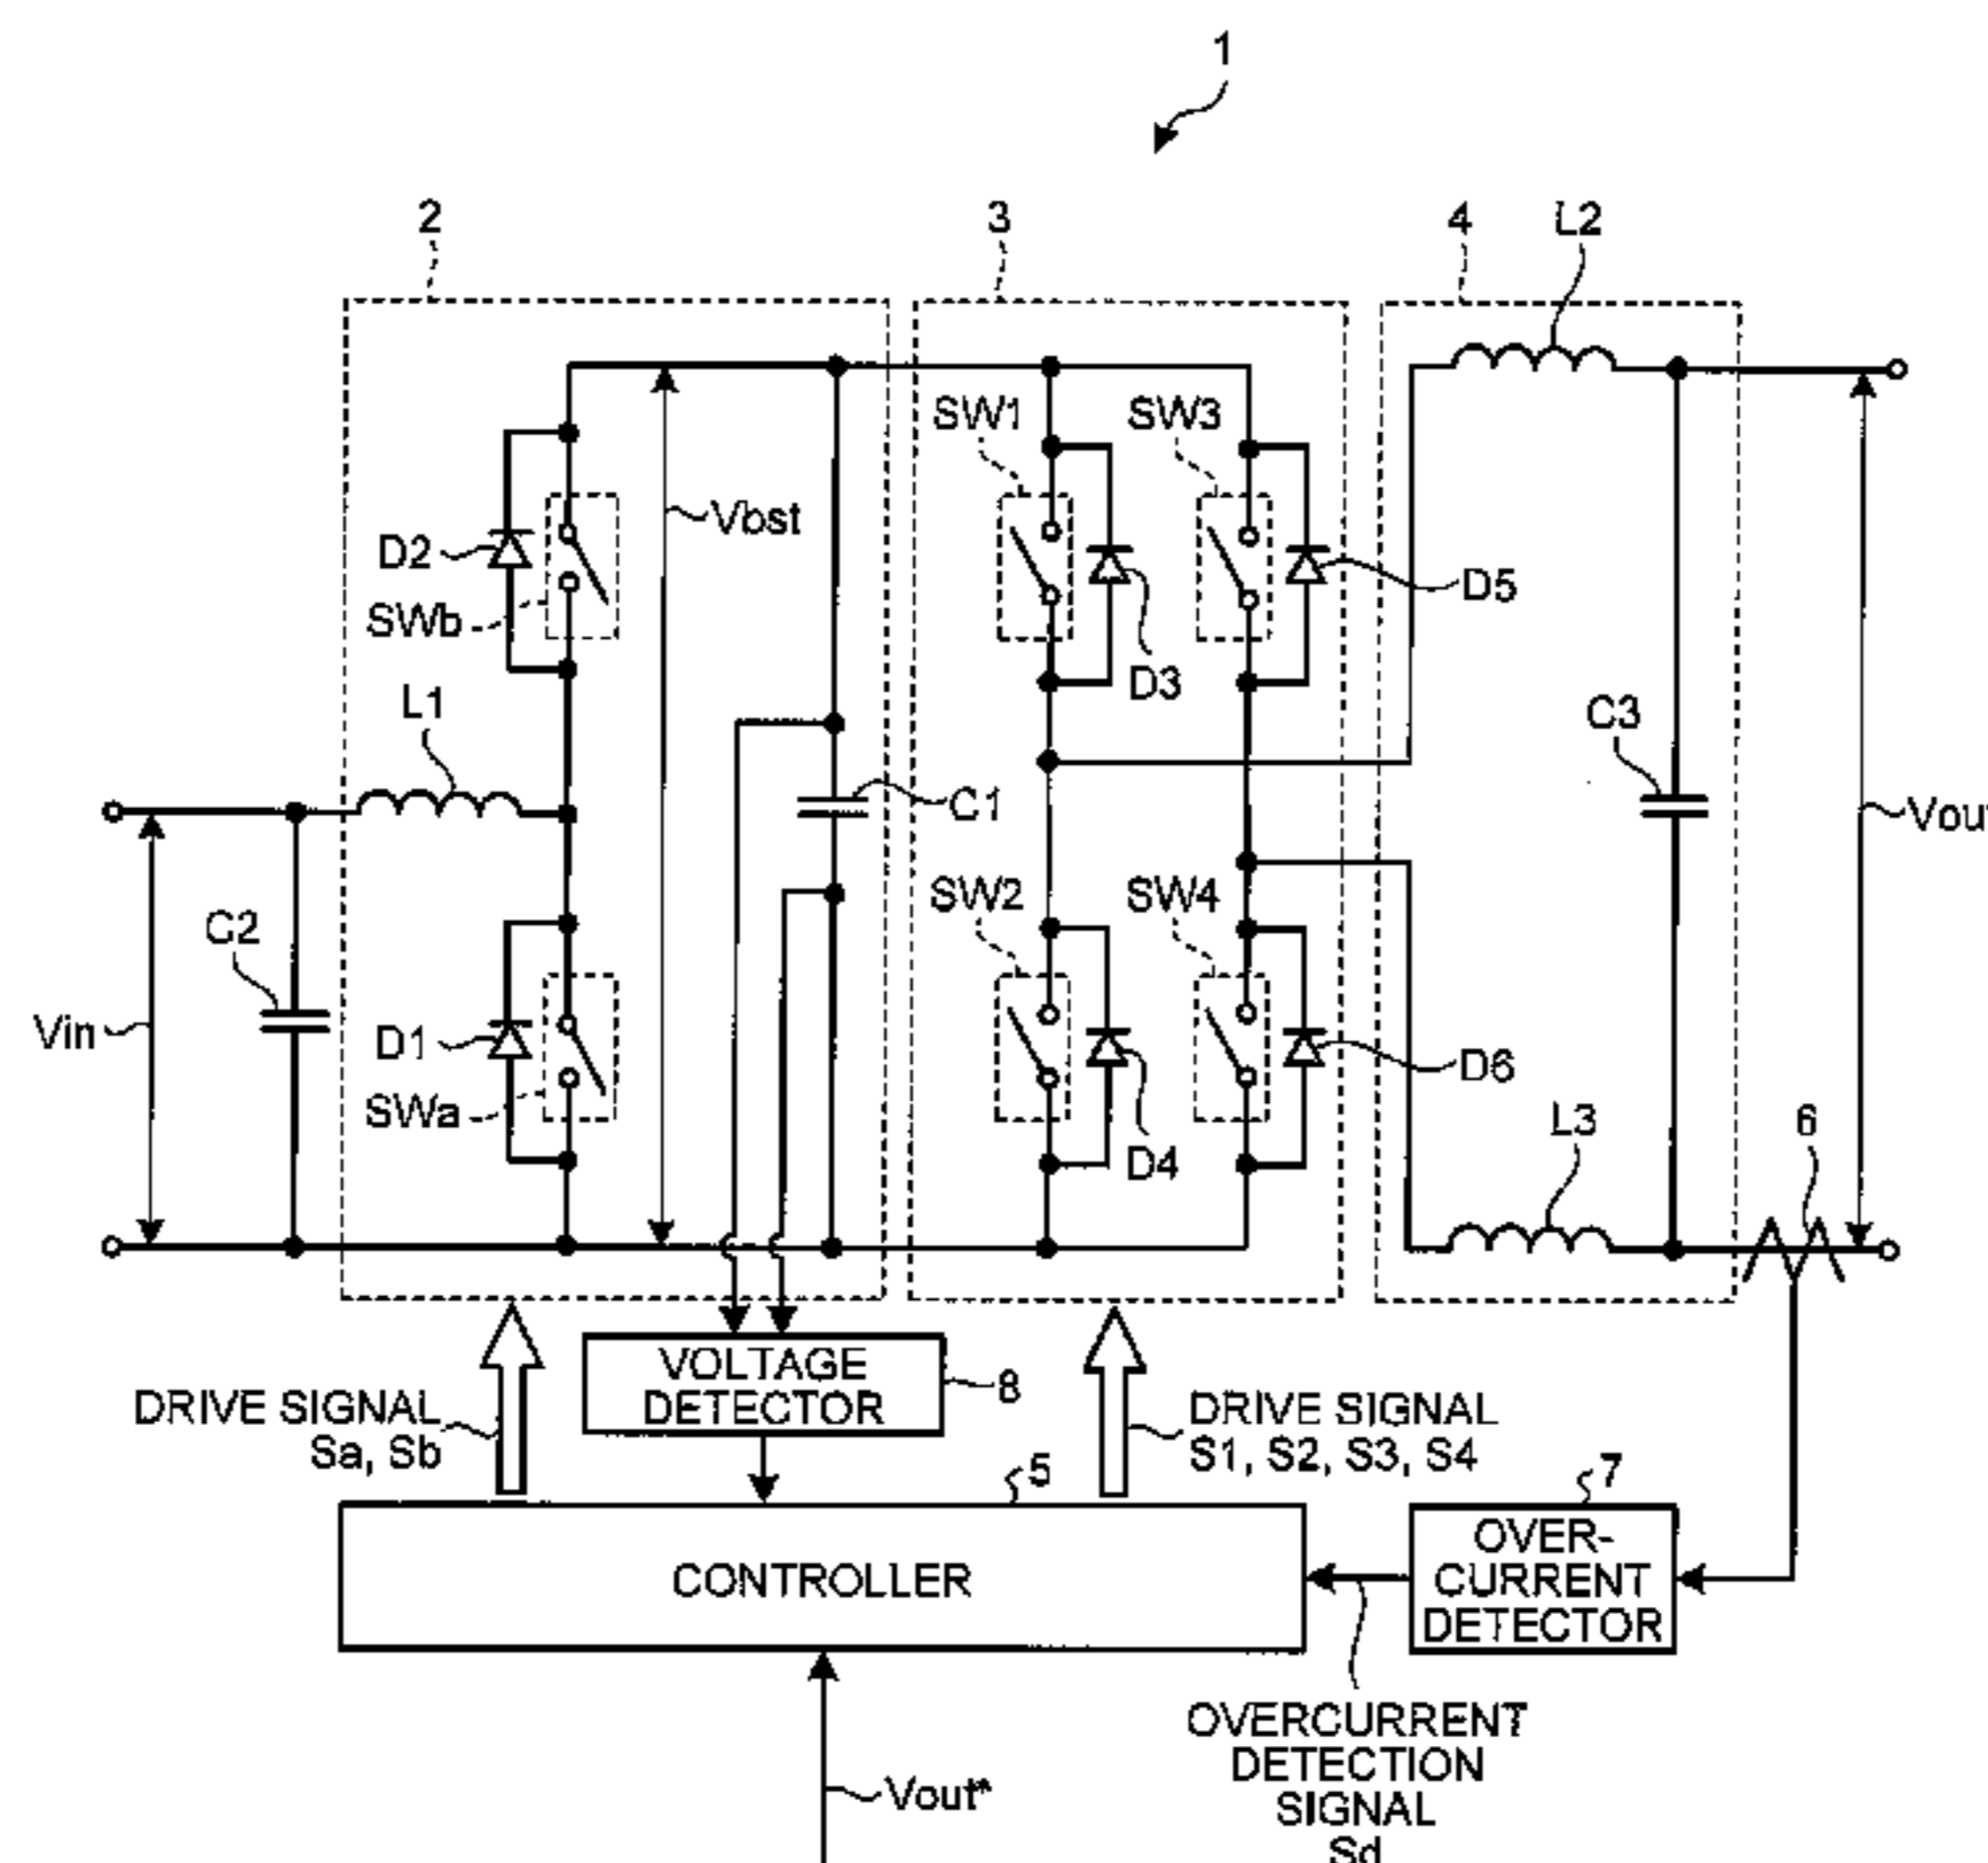 1
2
3
4
L2
SW1
SW3
Vbst
D2
D5
SWb
D3
L1
C3
C1
Vout
SW2
SW4
C2
Vin
D1
D6
SWa
L3
6
D4
VOLTAGE
DETECTOR
8
DRIVE SIGNAL
Sa, Sb
DRIVE SIGNAL
S1, S2, S3, S4
5
7
CONTROLLER
OVER-
CURRENT
DETECTOR
OVERCURRENT
DETECTION
SIGNAL
Sd
Vout*